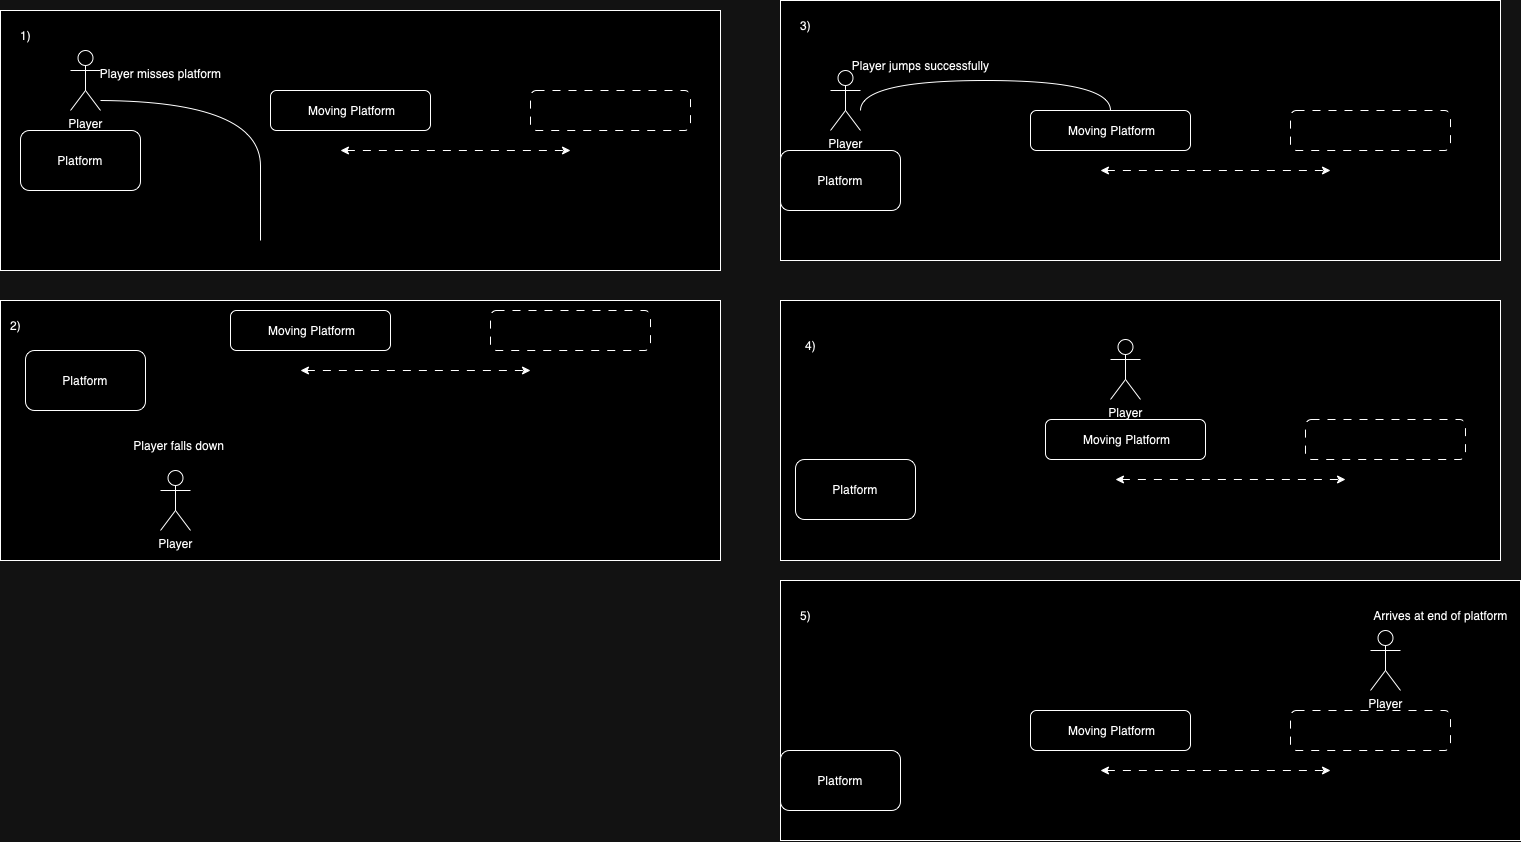 1)
Player misses platform
Player
Platform
Moving Platform
2)
Moving Platform
Platform
Player falls down
Player
3)
Player jumps successfully
Player
Platform
Moving Platform
4)
Player
Moving Platform
Platform
5)
Arrives at end of platform
Player
Moving Platform
Platform